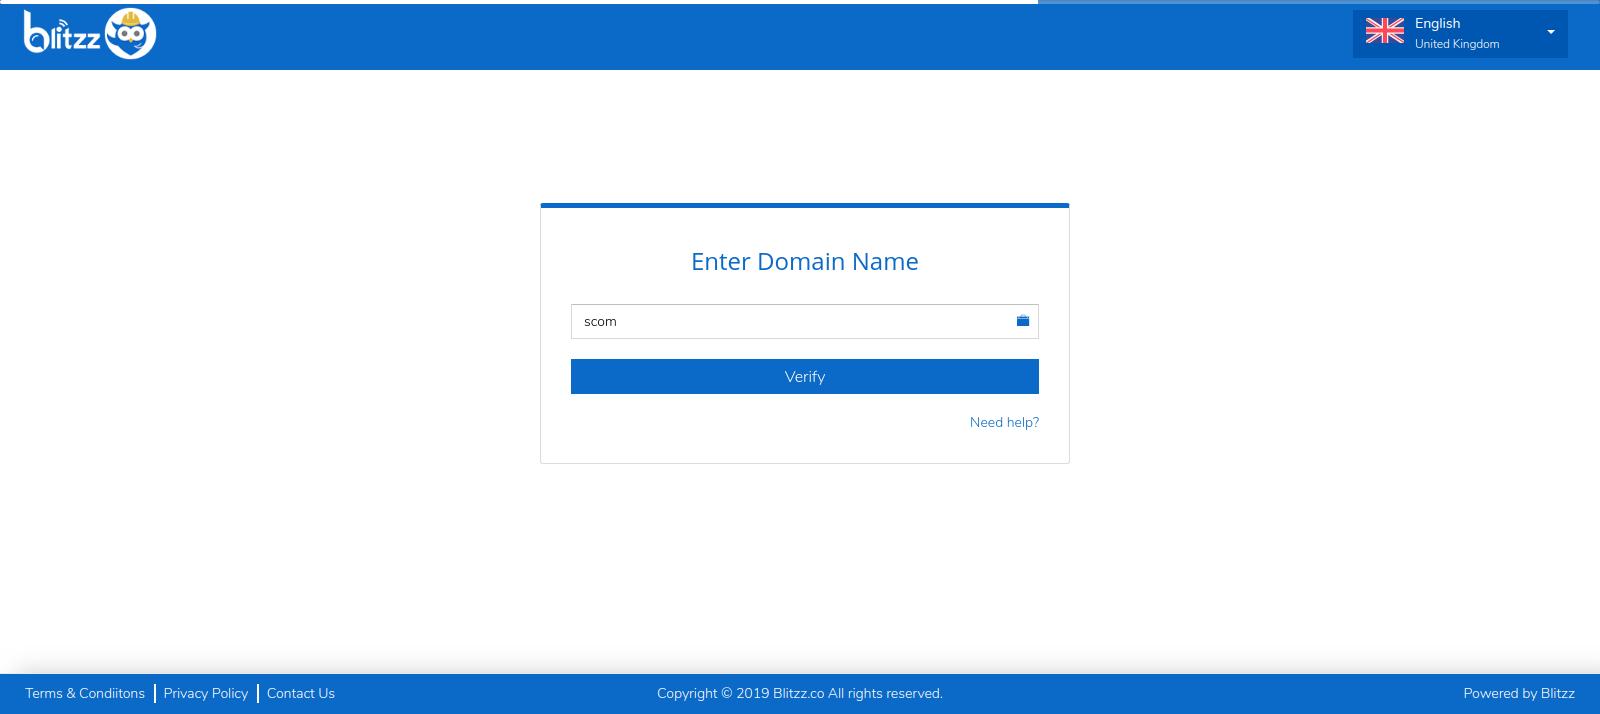 blitzz
English
United Kingdom
Enter Domain Name
scom
Verify
Need help?
Terms & Condiitons
Privacy Policy
Contact Us
Copyright © 2019 Blitzz.co All rights reserved.
Powered by Blitzz